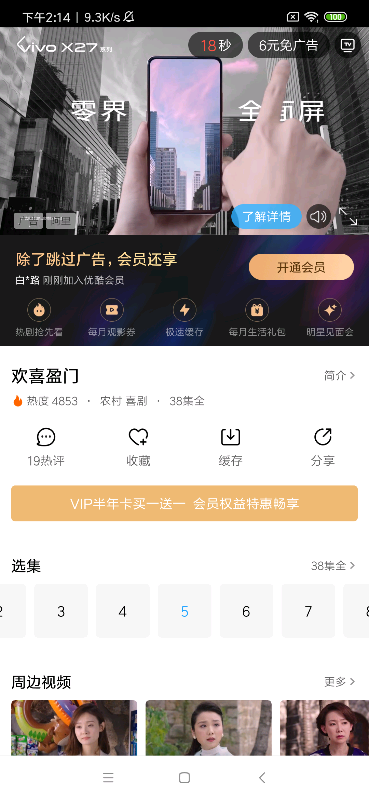 下午2:14 | 9.3K/s
100
vivo X27系列
18秒
6元免广告
TV
零界 全面屏
广告
了解详情
除了跳过广告，会员还享
白*路 刚刚加入优酷会员
开通会员
热剧抢先看 每月观影券 极速缓存 每月生活礼包 明星见面会
欢喜盈门
简介
热度 4853 · 农村 喜剧 · 38集全
19热评 收藏 缓存 分享
VIP半年卡买一送一 会员权益特惠畅享
选集
38集全
2 3 4 5 6 7 8
周边视频
更多